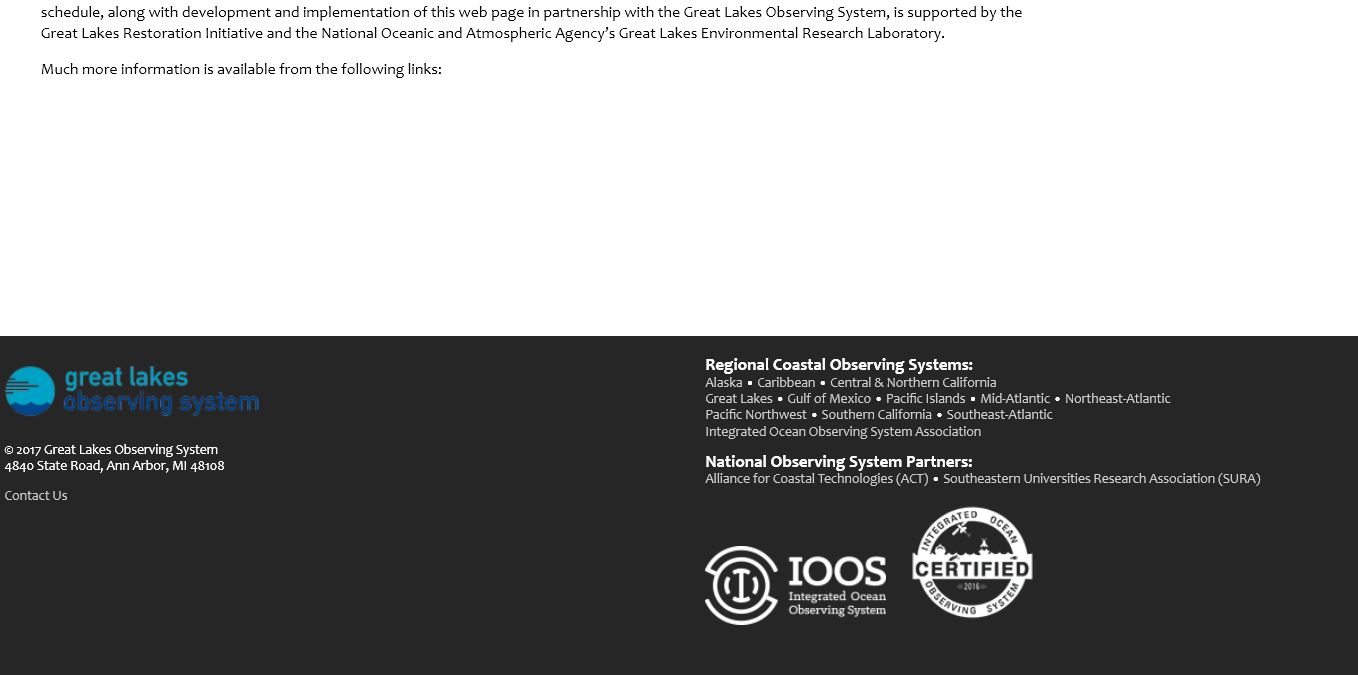 schedule, along with development and implementation of this web page in partnership with the Great Lakes Observing System, is supported by the
Great Lakes Restoration Initiative and the National Oceanic and Atmospheric Agency’s Great Lakes Environmental Research Laboratory.
Much more information is available from the following links:
great lakes
observing system
© 2017 Great Lakes Observing System
4840 State Road, Ann Arbor, MI 48108
Contact Us
Regional Coastal Observing Systems:
Alaska • Caribbean • Central & Northern California
Great Lakes • Gulf of Mexico • Pacific Islands • Mid-Atlantic • Northeast-Atlantic
Pacific Northwest • Southern California • Southeast-Atlantic
Integrated Ocean Observing System Association
National Observing System Partners:
Alliance for Coastal Technologies (ACT) • Southeastern Universities Research Association (SURA)
IOOS
Integrated Ocean
Observing System
INTEGRATED OCEAN
CERTIFIED
2016
OBSERVING SYSTEM